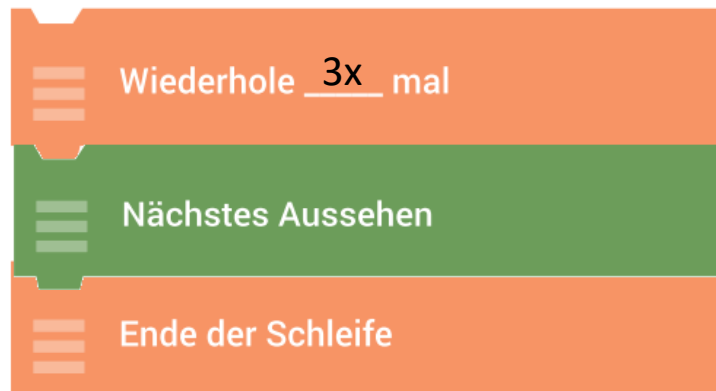 Wiederhole 3x mal
Nächstes Aussehen
Ende der Schleife